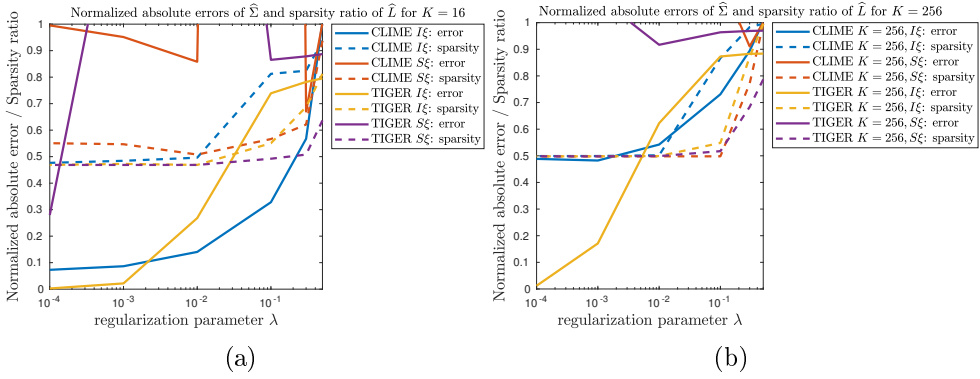 Normalized absolute errors of Σ̂ and sparsity ratio of L̂ for K = 16
Normalized absolute error / Sparsity ratio
1
0.9
0.8
0.7
0.6
0.5
0.4
0.3
0.2
0.1
0
10⁻⁴
10⁻³
10⁻²
10⁻¹
regularization parameter λ
CLIME Iξ: error
CLIME Iξ: sparsity
CLIME Sξ: error
CLIME Sξ: sparsity
TIGER Iξ: error
TIGER Iξ: sparsity
TIGER Sξ: error
TIGER Sξ: sparsity
(a)
Normalized absolute errors of Σ̂ and sparsity ratio of L̂ for K = 256
Normalized absolute error / Sparsity ratio
1
0.9
0.8
0.7
0.6
0.5
0.4
0.3
0.2
0.1
0
10⁻⁴
10⁻³
10⁻²
10⁻¹
regularization parameter λ
CLIME K = 256, Iξ: error
CLIME K = 256, Iξ: sparsity
CLIME K = 256, Sξ: error
CLIME K = 256, Sξ: sparsity
TIGER K = 256, Iξ: error
TIGER K = 256, Iξ: sparsity
TIGER K = 256, Sξ: error
TIGER K = 256, Sξ: sparsity
(b)